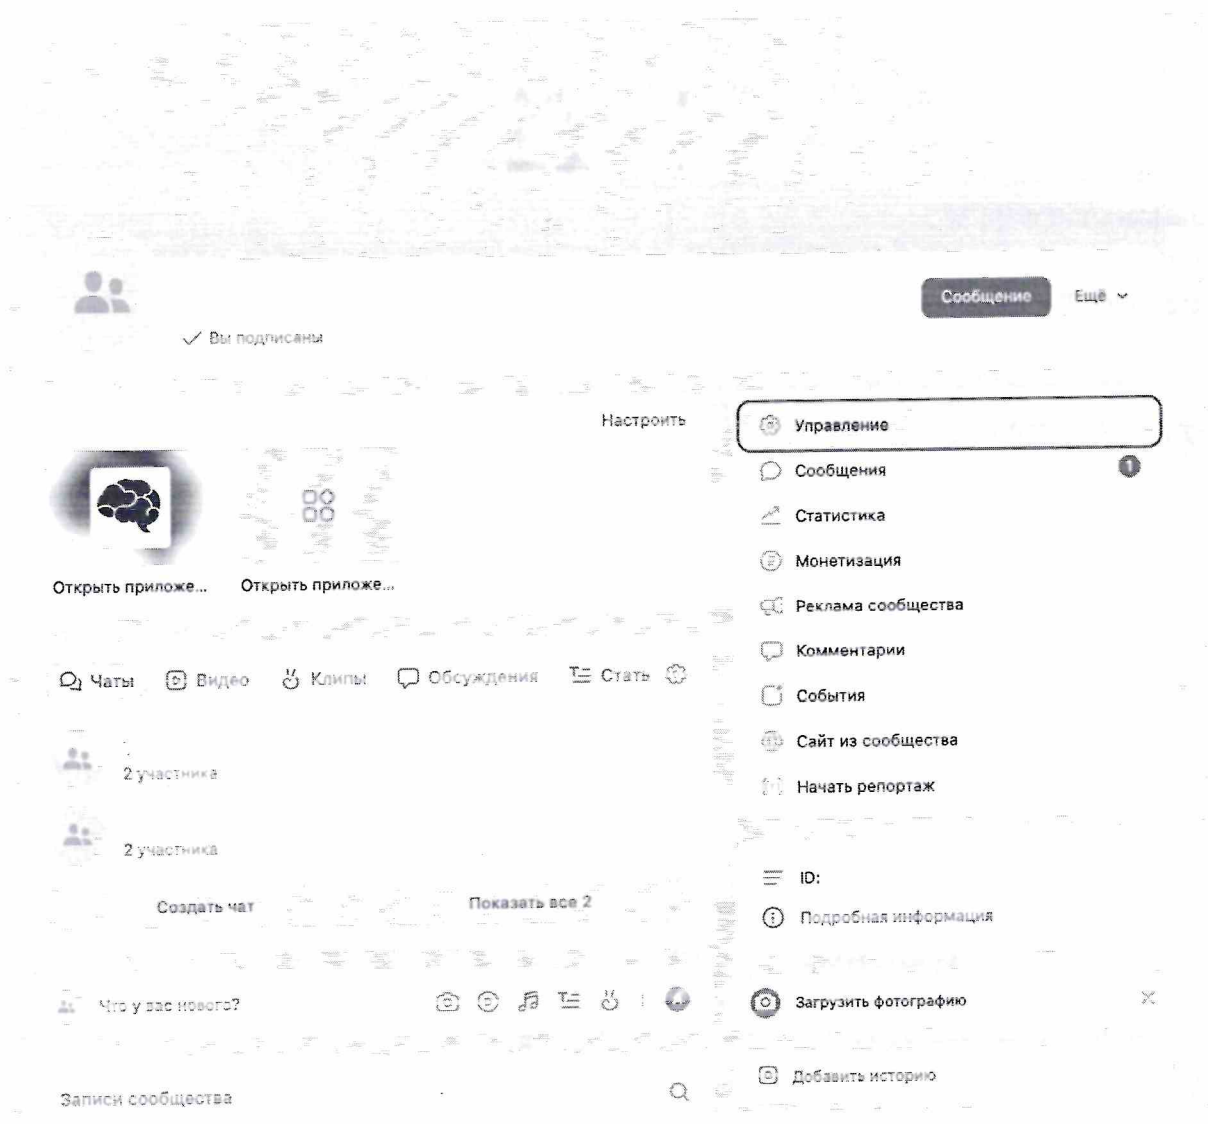 Сообщение
Ещё
Вы подписаны
Настроить
Открыть приложе...
Открыть приложе...
Чаты
Видео
Клипы
Обсуждения
Стать
2 участника
2 участника
Создать чат
Показать все 2
Что у вас нового?
Записи сообщества
Управление
Сообщения
1
Статистика
Монетизация
Реклама сообщества
Комментарии
События
Сайт из сообщества
Начать репортаж
ID:
Подробная информация
Загрузить фотографию
Добавить историю